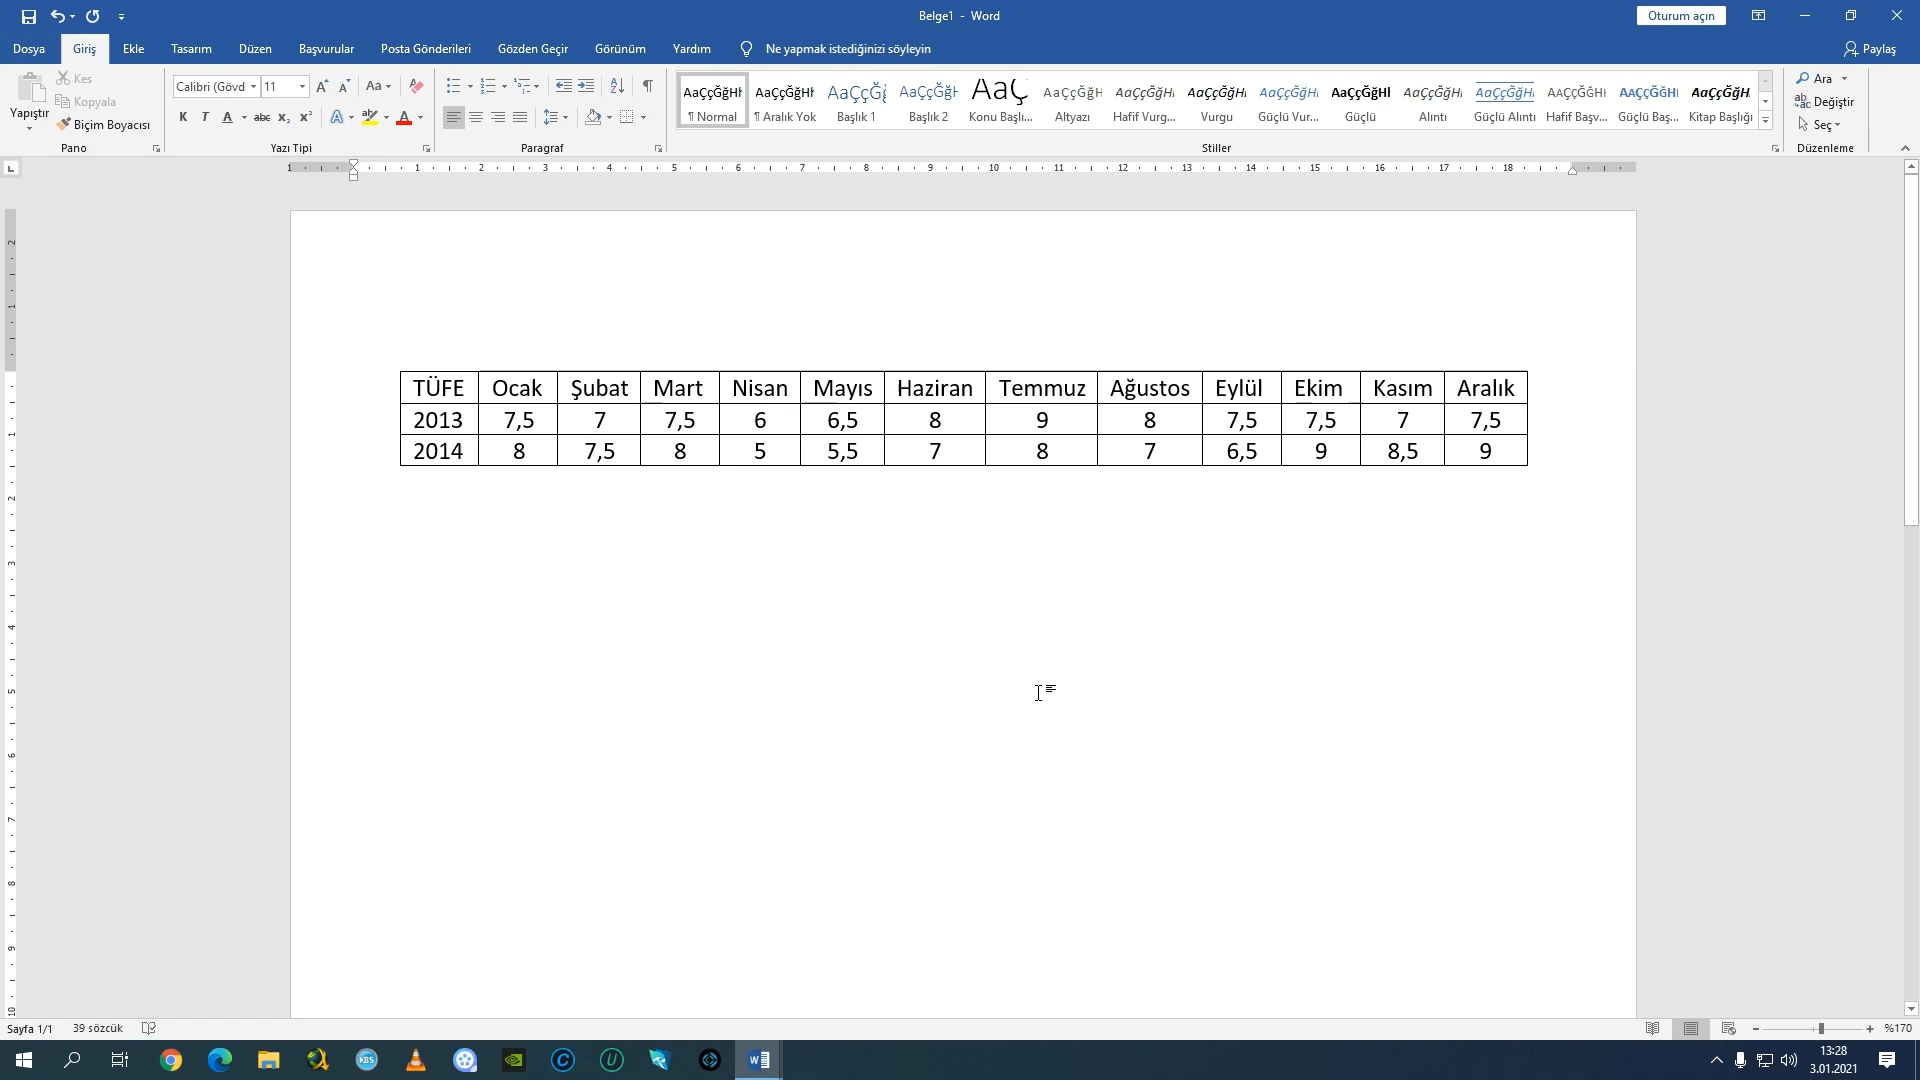 Belge1 - Word
Oturum açın
Dosya Giriş Ekle Tasarım Düzen Başvurular Posta Gönderileri Gözden Geçir Görünüm Yardım Ne yapmak istediğinizi söyleyin Paylaş
Yapıştır
Kes
Kopyala
Biçim Boyacısı
Pano
Calibri (Gövd 11
Yazı Tipi
Paragraf
¶ Normal ¶ Aralık Yok Başlık 1 Başlık 2 Konu Başlı... Altyazı Hafif Vurg... Vurgu Güçlü Vur... Güçlü Alıntı Güçlü Alıntı Hafif Başv... Güçlü Baş... Kitap Başlığı
Stiller
Ara
Değiştir
Seç
Düzenleme
TÜFE Ocak Şubat Mart Nisan Mayıs Haziran Temmuz Ağustos Eylül Ekim Kasım Aralık
2013 7,5 7 7,5 6 6,5 8 9 8 7,5 7,5 7 7,5
2014 8 7,5 8 5 5,5 7 8 7 6,5 9 8,5 9
Sayfa 1/1 39 sözcük %170
13:28
3.01.2021